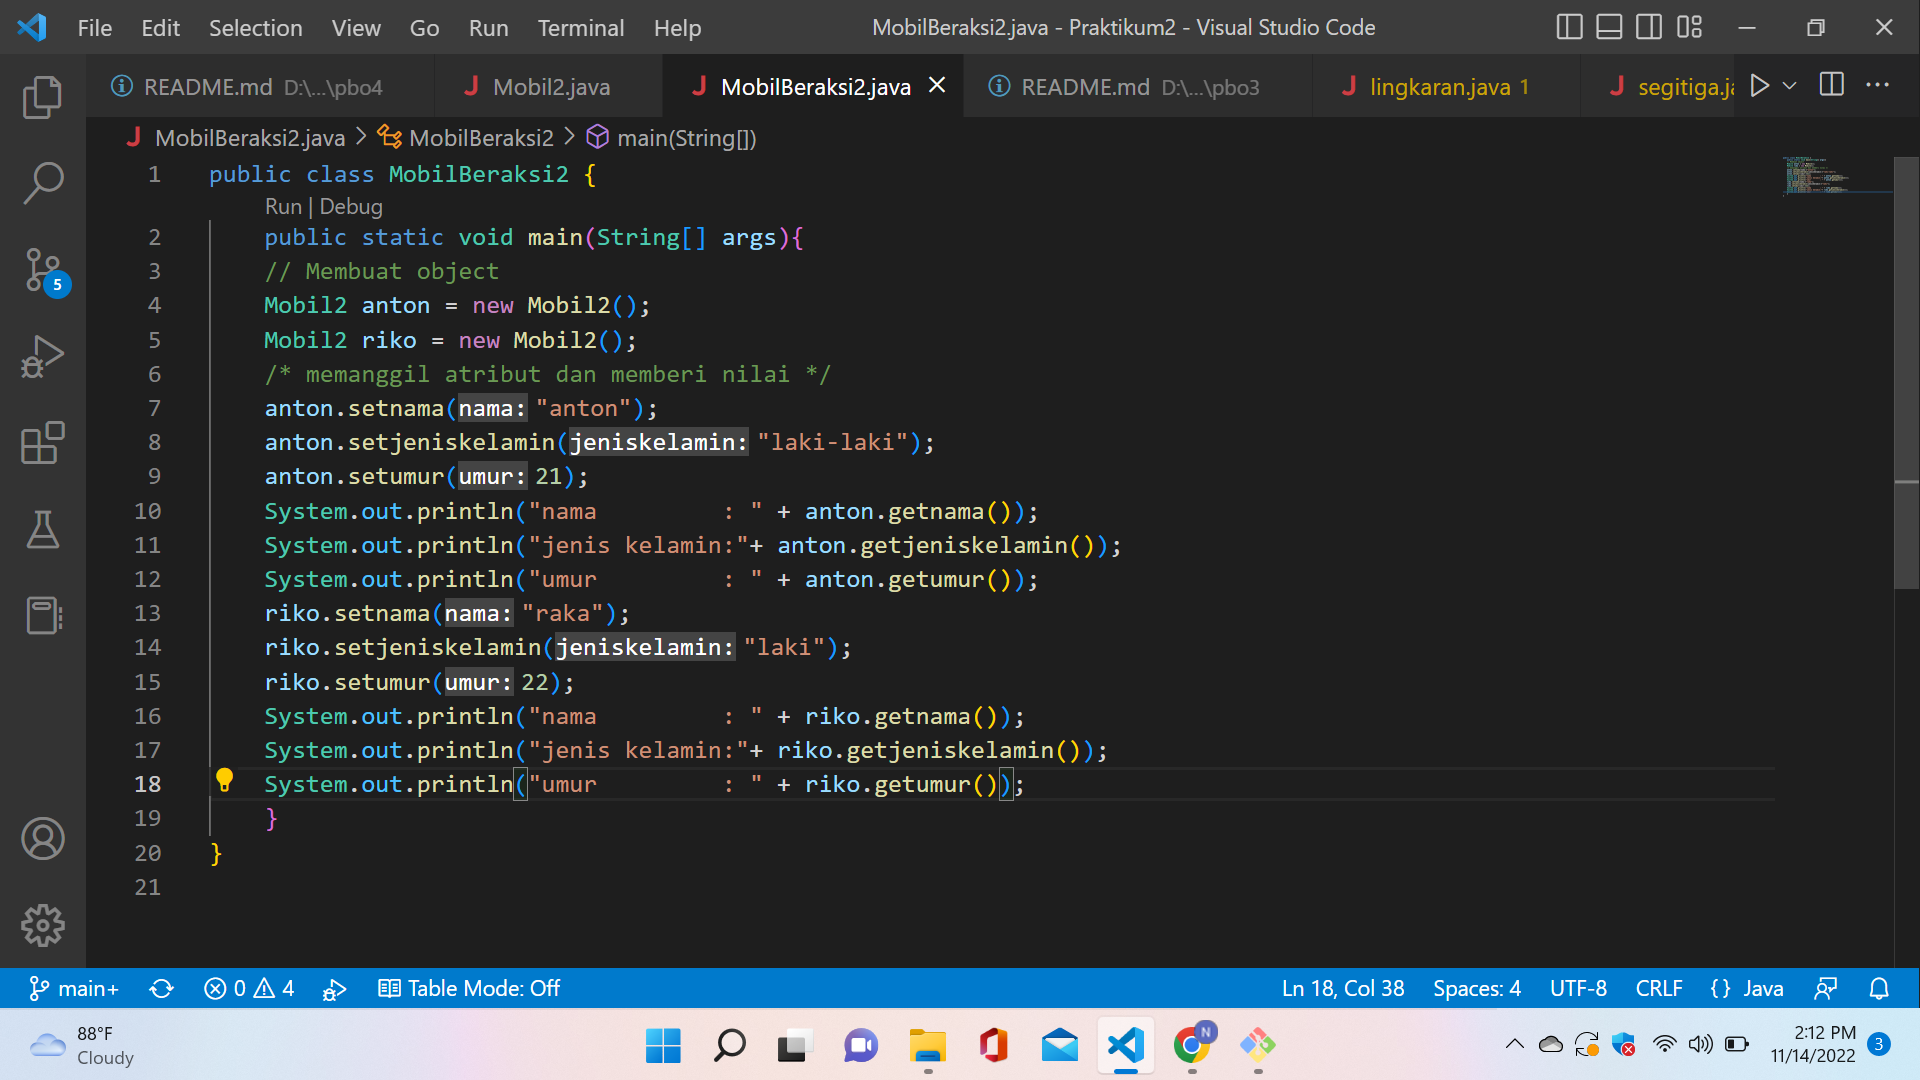 File Edit Selection View Go Run Terminal Help MobilBeraksi2.java - Praktikum2 - Visual Studio Code
README.md D:\...\pbo4 Mobil2.java MobilBeraksi2.java README.md D:\...\pbo3 lingkaran.java 1 segitiga.ja
MobilBeraksi2.java > MobilBeraksi2 > main(String[])
1 public class MobilBeraksi2 {
Run | Debug
2 public static void main(String[] args){
3 // Membuat object
4 Mobil2 anton = new Mobil2();
5 Mobil2 riko = new Mobil2();
6 /* memanggil atribut dan memberi nilai */
7 anton.setnama(nama: "anton");
8 anton.setjeniskelamin(jeniskelamin: "laki-laki");
9 anton.setumur(umur: 21);
10 System.out.println("nama         : " + anton.getnama());
11 System.out.println("jenis kelamin:"+ anton.getjeniskelamin());
12 System.out.println("umur         : " + anton.getumur());
13 riko.setnama(nama: "raka");
14 riko.setjeniskelamin(jeniskelamin: "laki");
15 riko.setumur(umur: 22);
16 System.out.println("nama         : " + riko.getnama());
17 System.out.println("jenis kelamin:"+ riko.getjeniskelamin());
18 System.out.println("umur         : " + riko.getumur());
19 }
20 }
21
5
main+ 0 4 Table Mode: Off Ln 18, Col 38 Spaces: 4 UTF-8 CRLF {} Java
88°F
Cloudy
N
2:12 PM
11/14/2022
3